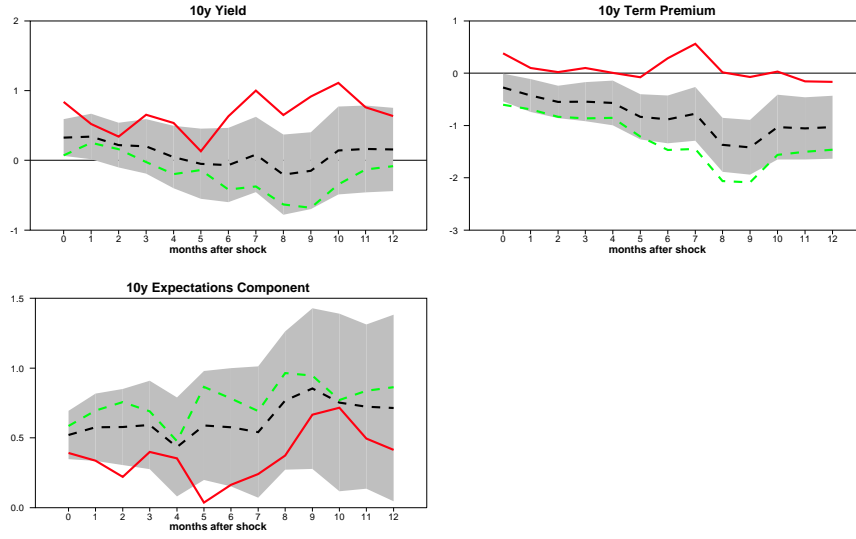 10y Yield
2
1
0
-1
0 1 2 3 4 5 6 7 8 9 10 11 12
months after shock
10y Term Premium
1
0
-1
-2
-3
0 1 2 3 4 5 6 7 8 9 10 11 12
months after shock
10y Expectations Component
1.5
1.0
0.5
0.0
0 1 2 3 4 5 6 7 8 9 10 11 12
months after shock